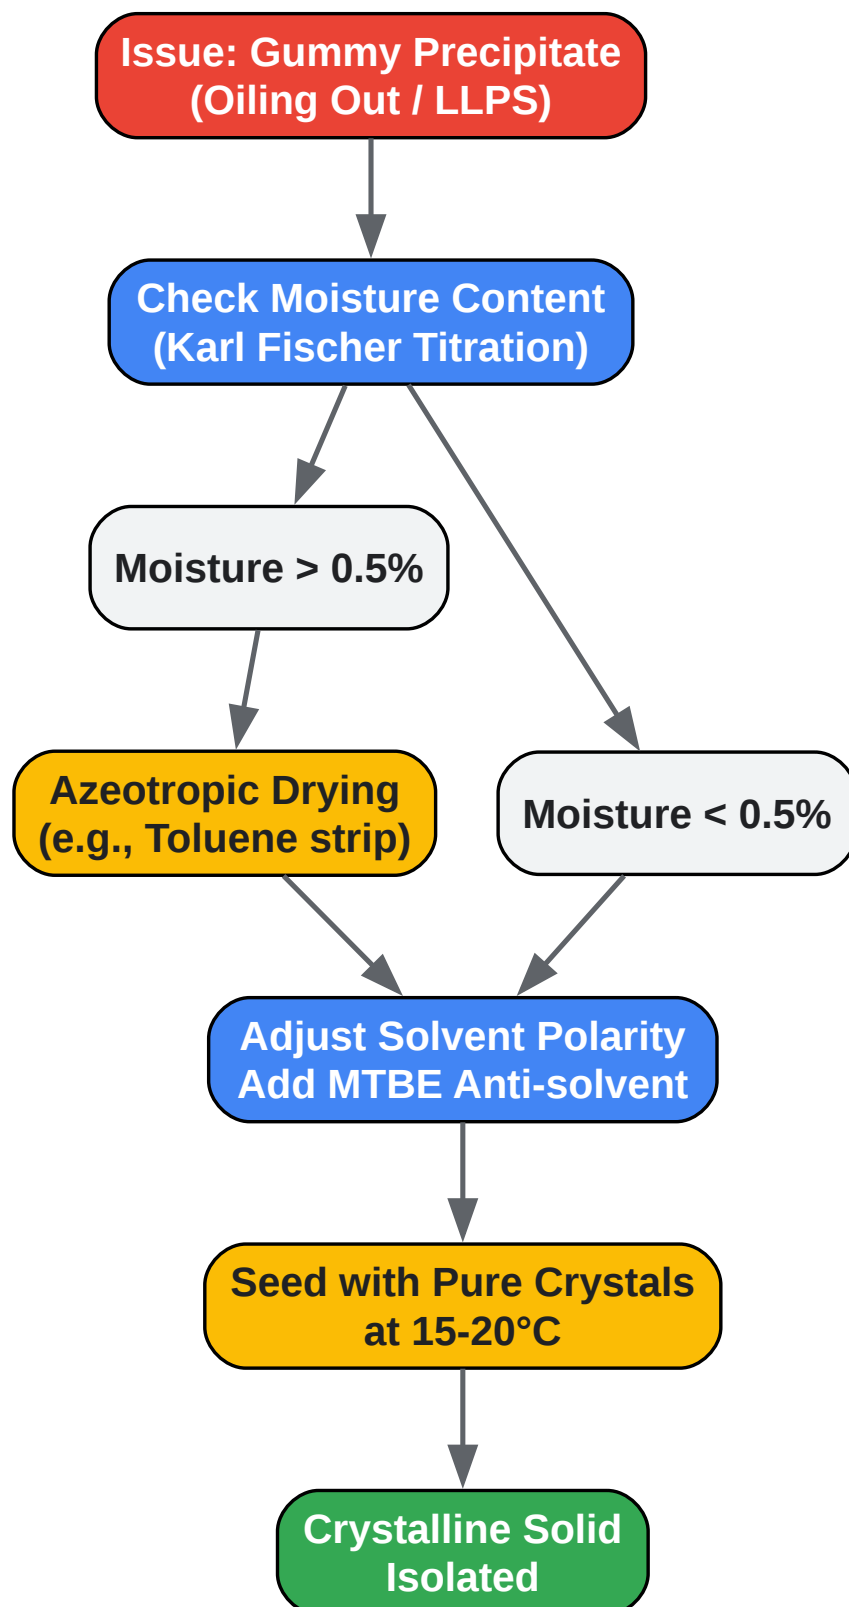 Issue: Gummy Precipitate
(Oiling Out / LLPS)
Check Moisture Content
(Karl Fischer Titration)
Moisture > 0.5%
Azeotropic Drying
(e.g., Toluene strip)
Moisture < 0.5%
Adjust Solvent Polarity
Add MTBE Anti-solvent
Seed with Pure Crystals
at 15-20°C
Crystalline Solid
Isolated